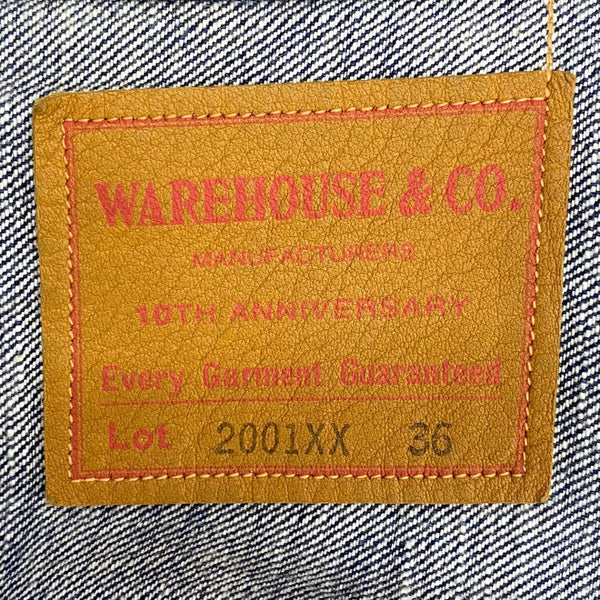 WAREHOUSE & CO.
MANUFACTURERS
10TH ANNIVERSARY
Every Garment Guaranteed
Lot 2001XX 36